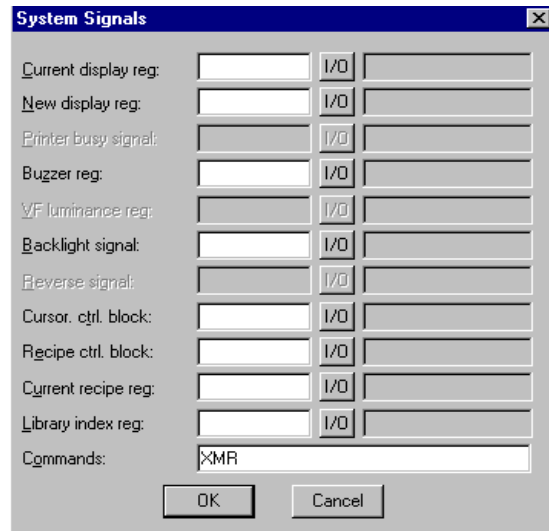 System Signals
Current display reg: I/O
New display reg: I/O
Printer busy signal: I/O
Buzzer reg: I/O
VF luminance reg: I/O
Backlight signal: I/O
Reverse signal: I/O
Cursor. ctrl. block: I/O
Recipe ctrl. block: I/O
Current recipe reg: I/O
Library index reg: I/O
Commands: XMR
OK Cancel